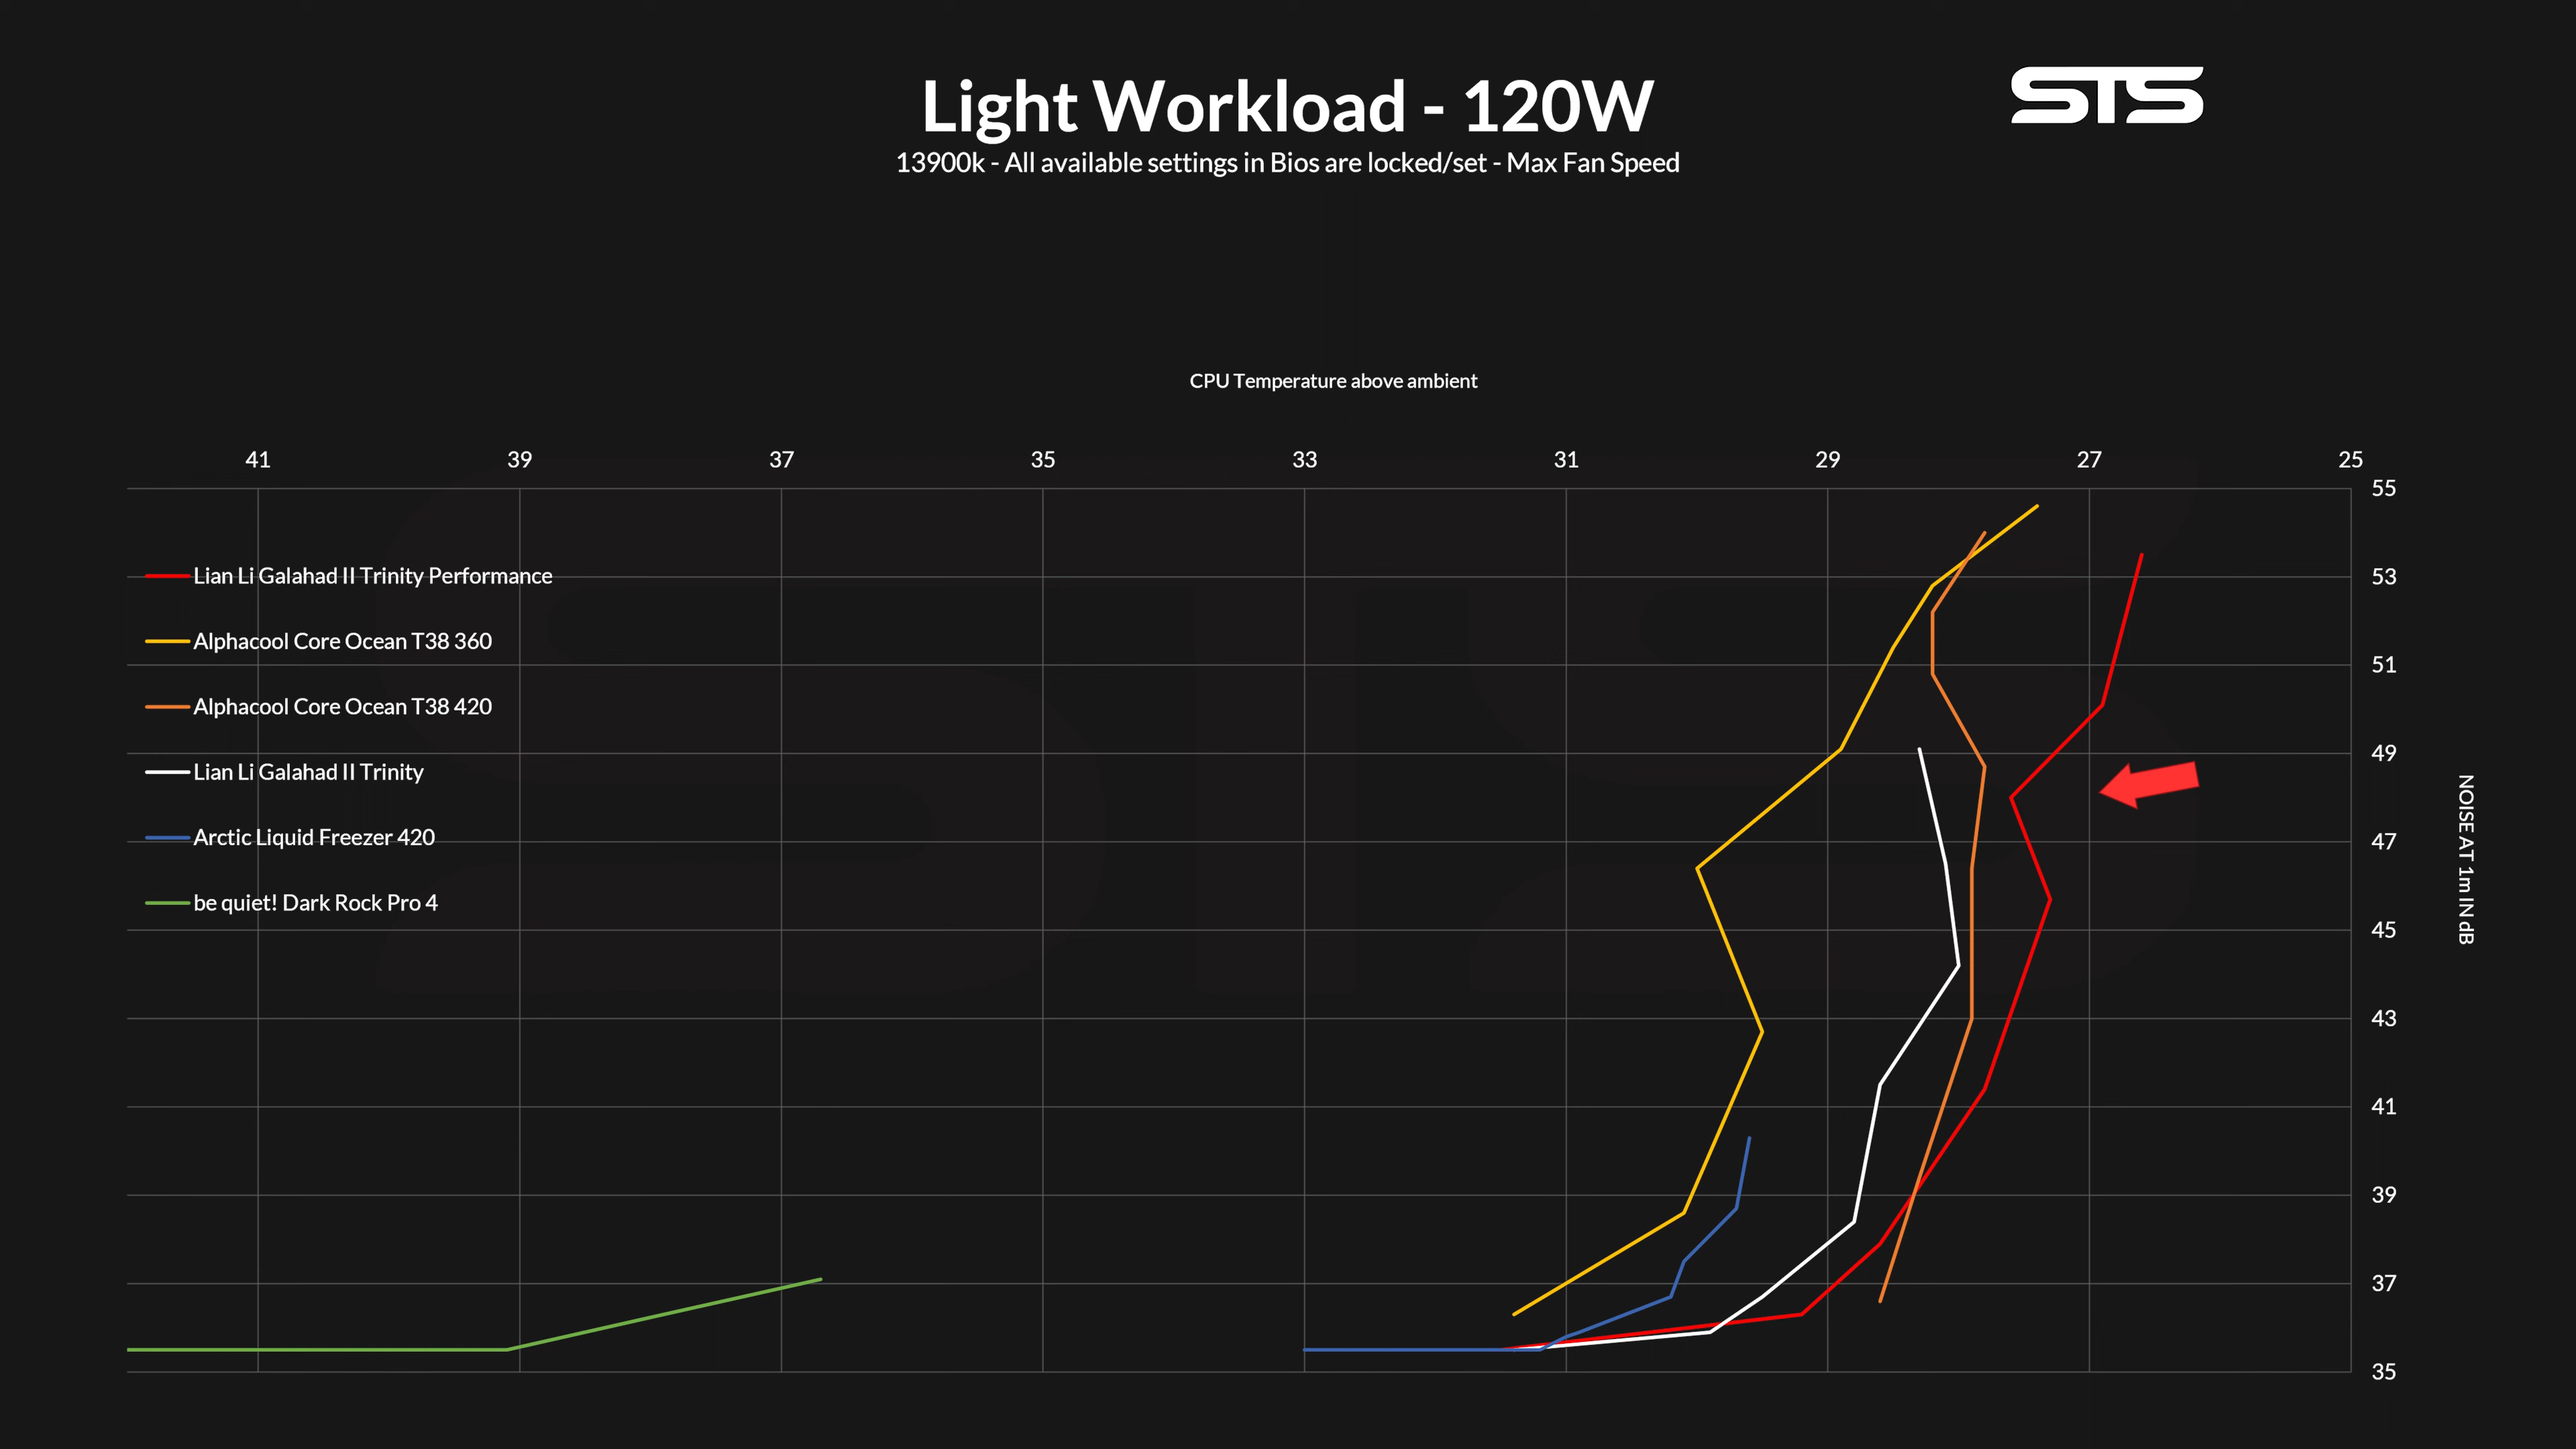 Light Workload - 120W
STS
13900k - All available settings in Bios are locked/set - Max Fan Speed
CPU Temperature above ambient
41 39 37 35 33 31 29 27 25
55
Lian Li Galahad II Trinity Performance
53
Alphacool Core Ocean T38 360
51
Alphacool Core Ocean T38 420
49
Lian Li Galahad II Trinity
47
Arctic Liquid Freezer 420
be quiet! Dark Rock Pro 4
45
43
41
39
37
35
NOISE AT 1m IN dB